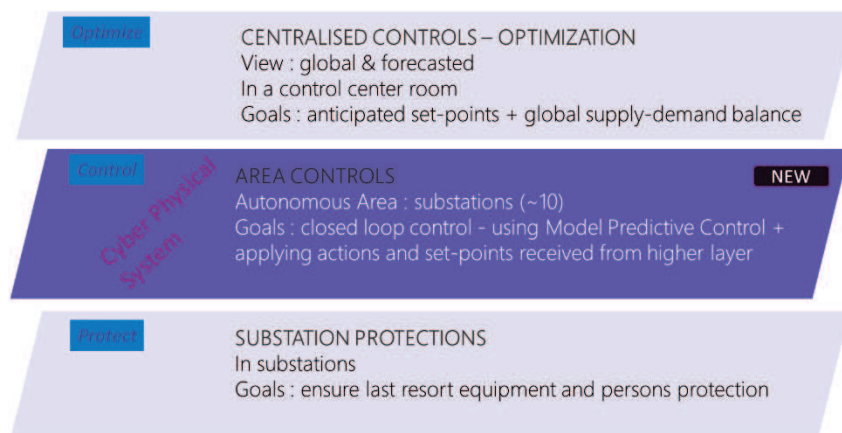 Optimize
CENTRALISED CONTROLS – OPTIMIZATION
View : global & forecasted
In a control center room
Goals : anticipated set-points + global supply-demand balance
Control
Cyber Physical
System
AREA CONTROLS
NEW
Autonomous Area : substations (~10)
Goals : closed loop control - using Model Predictive Control +
applying actions and set-points received from higher layer
Protect
SUBSTATION PROTECTIONS
In substations
Goals : ensure last resort equipment and persons protection